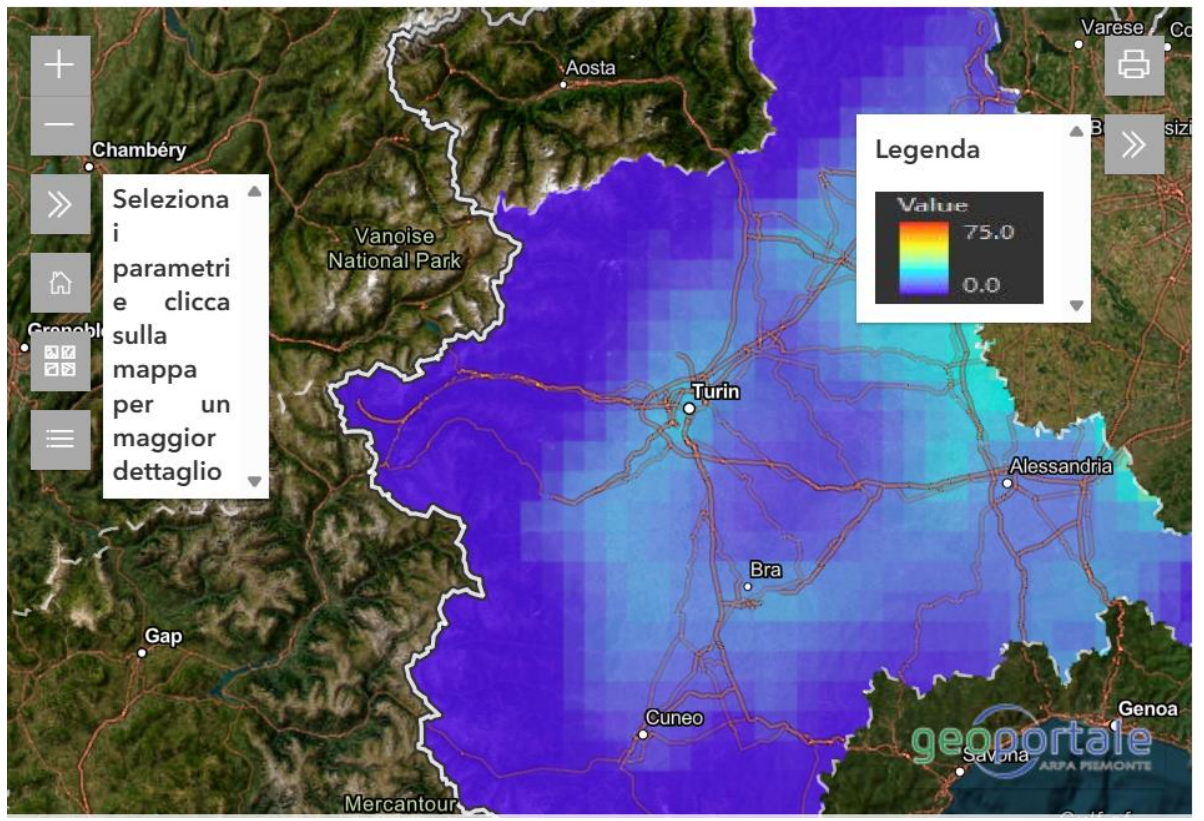 Varese
Co
Aosta
Chambéry
Legenda
Value
75.0
0.0
Seleziona
i
parametri
e clicca
sulla
mappa
per un
maggior
dettaglio
Vanoise
National Park
Turin
Alessandria
Bra
Gap
Cuneo
Genoa
geoportale
ARPA PIEMONTE
Savona
Mercantour